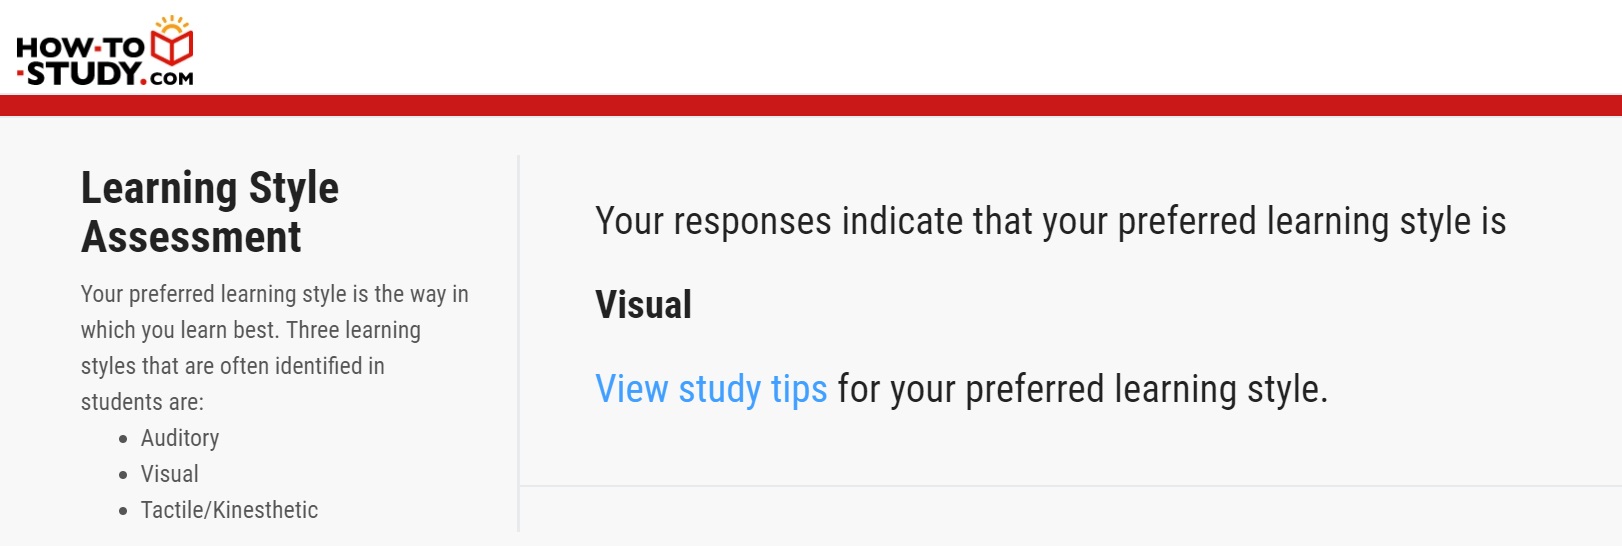 HOW-TO
-STUDY.COM
Learning Style
Assessment
Your preferred learning style is the way in
which you learn best. Three learning
styles that are often identified in
students are:
• Auditory
• Visual
• Tactile/Kinesthetic
Your responses indicate that your preferred learning style is
Visual
View study tips for your preferred learning style.